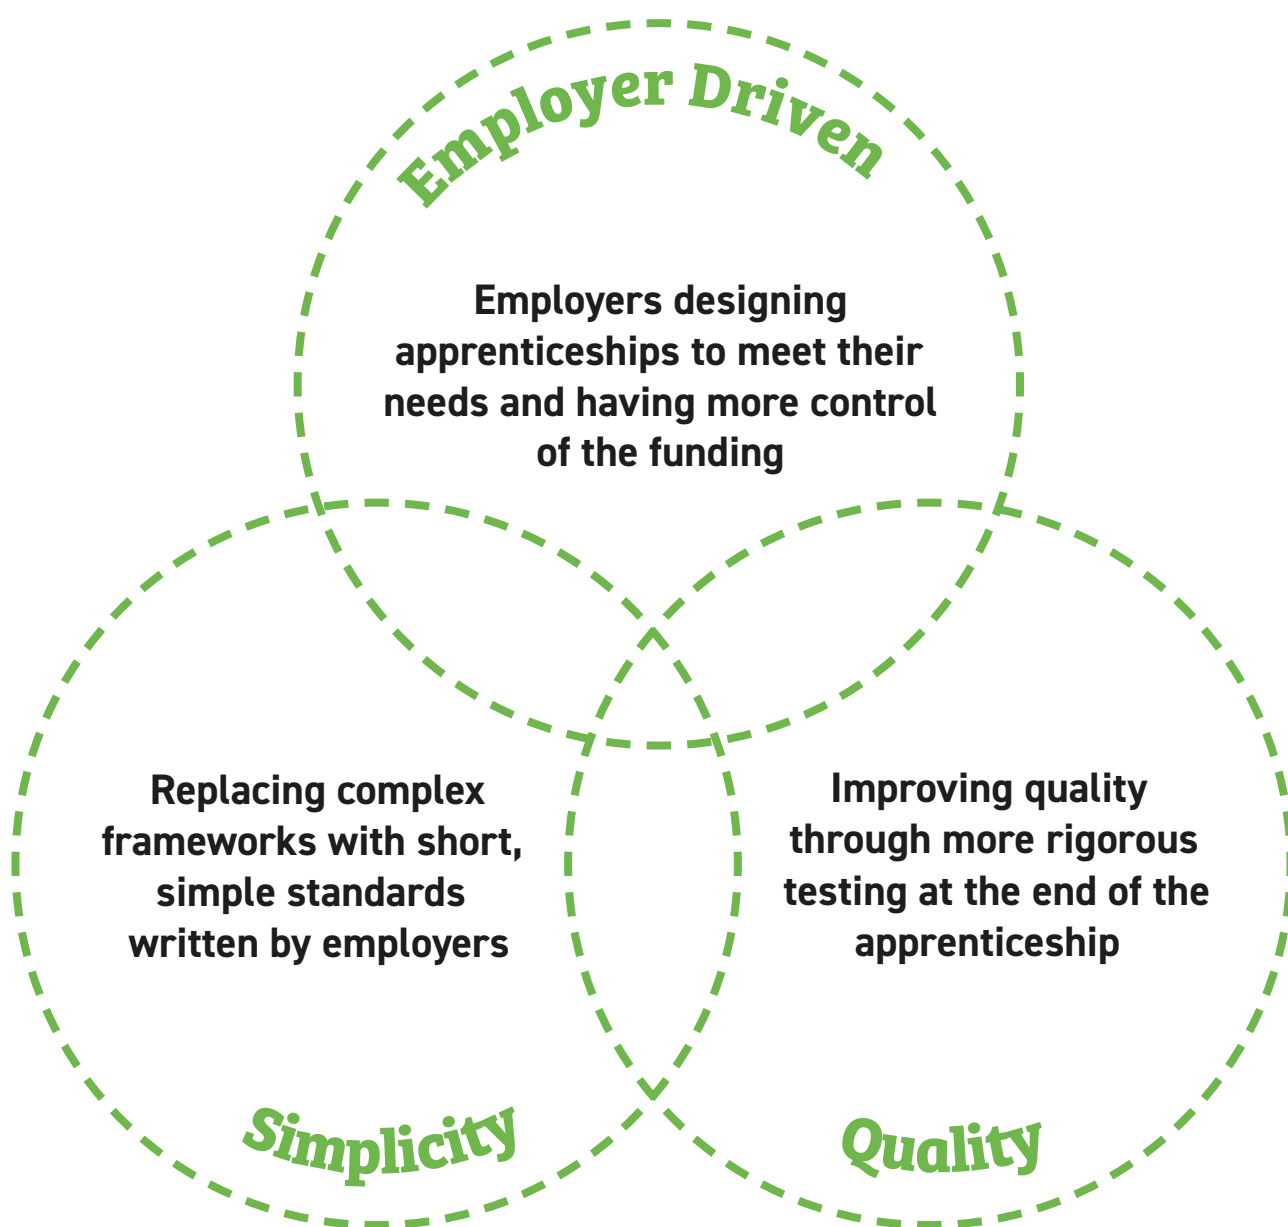 Employer Driven
Employers designing
apprenticeships to meet their
needs and having more control
of the funding
Replacing complex
frameworks with short,
simple standards
written by employers
Simplicity
Improving quality
through more rigorous
testing at the end of the
apprenticeship
Quality